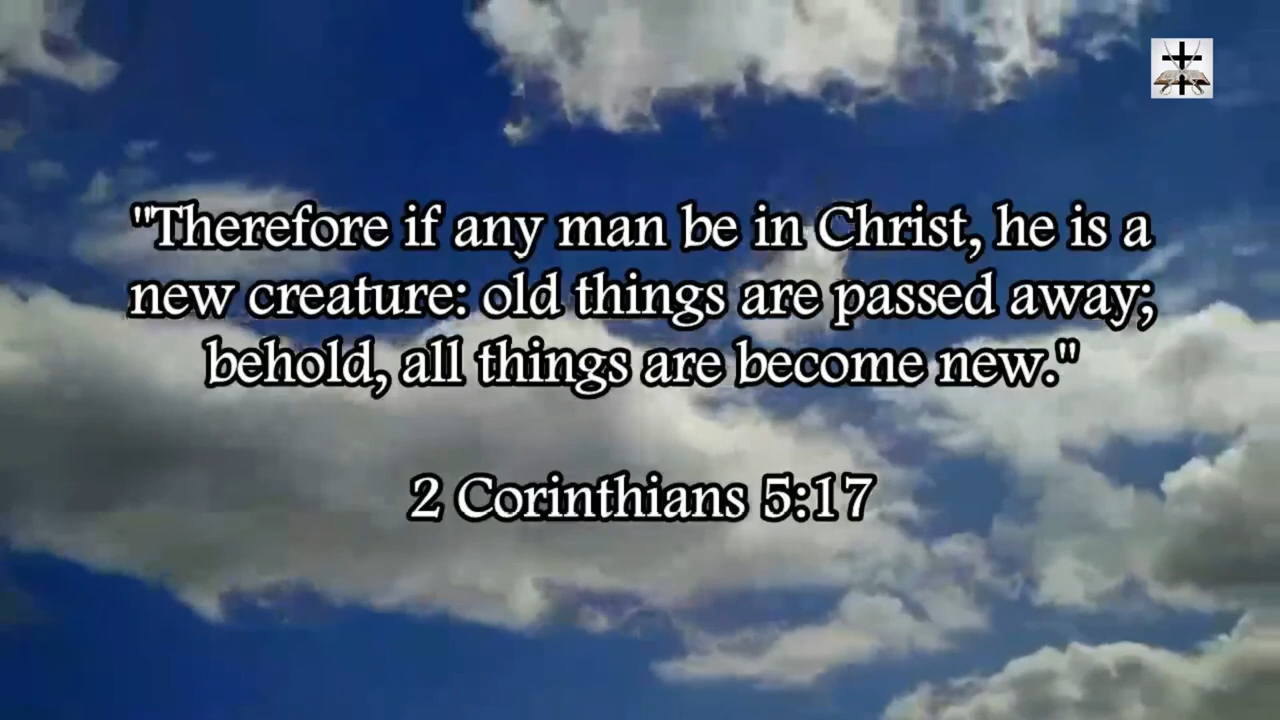 "Therefore if any man be in Christ, he is a
new creature: old things are passed away;
behold, all things are become new."
2 Corinthians 5:17